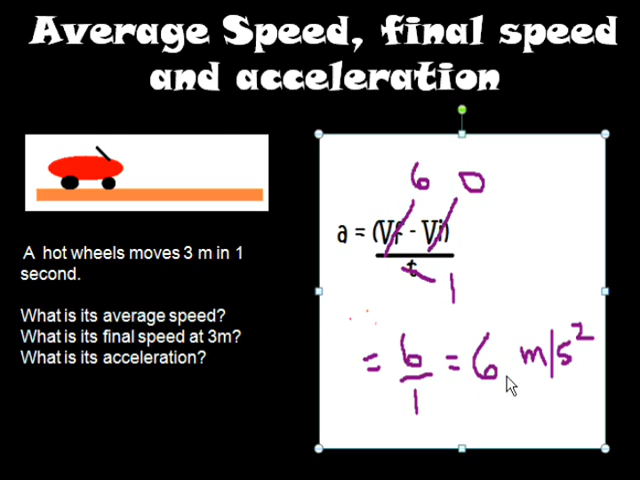 Average Speed, final speed
and acceleration
A hot wheels moves 3 m in 1
second.
What is its average speed?
What is its final speed at 3m?
What is its acceleration?
6 0
a = (Vf - Vi)
t 1
= 6/1 = 6 m/s²